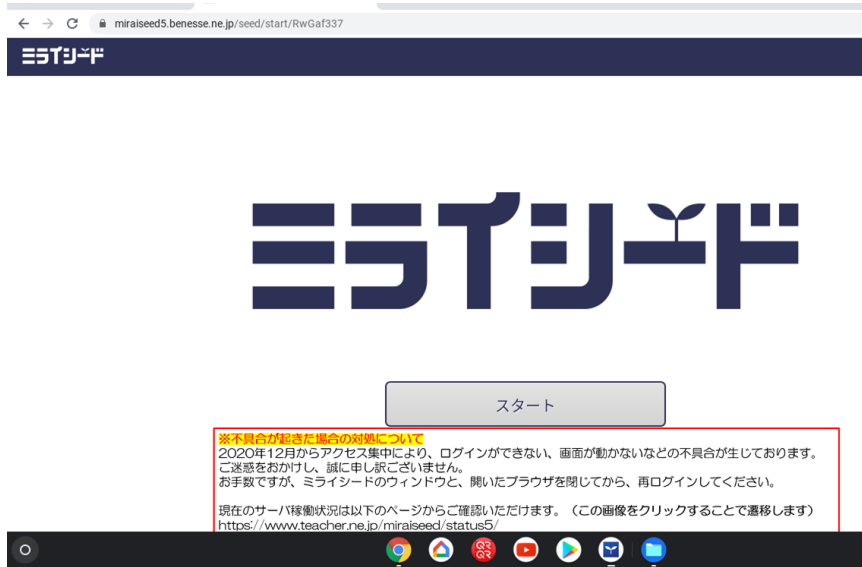 miraiseed5.benesse.ne.jp/seed/start/RwGaf337
ミライシード
ミライシード
スタート
※不具合が起きた場合の対処について
2020年12月からアクセス集中により、ログインができない、画面が動かないなどの不具合が生じております。
ご迷惑をおかけし、誠に申し訳ございません。
お手数ですが、ミライシードのウィンドウと、開いたブラウザを閉じてから、再ログインしてください。
現在のサーバ稼働状況は以下のページからご確認いただけます。（この画像をクリックすることで遷移します）
https://www.teacher.ne.jp/miraiseed/status5/
QR
QR